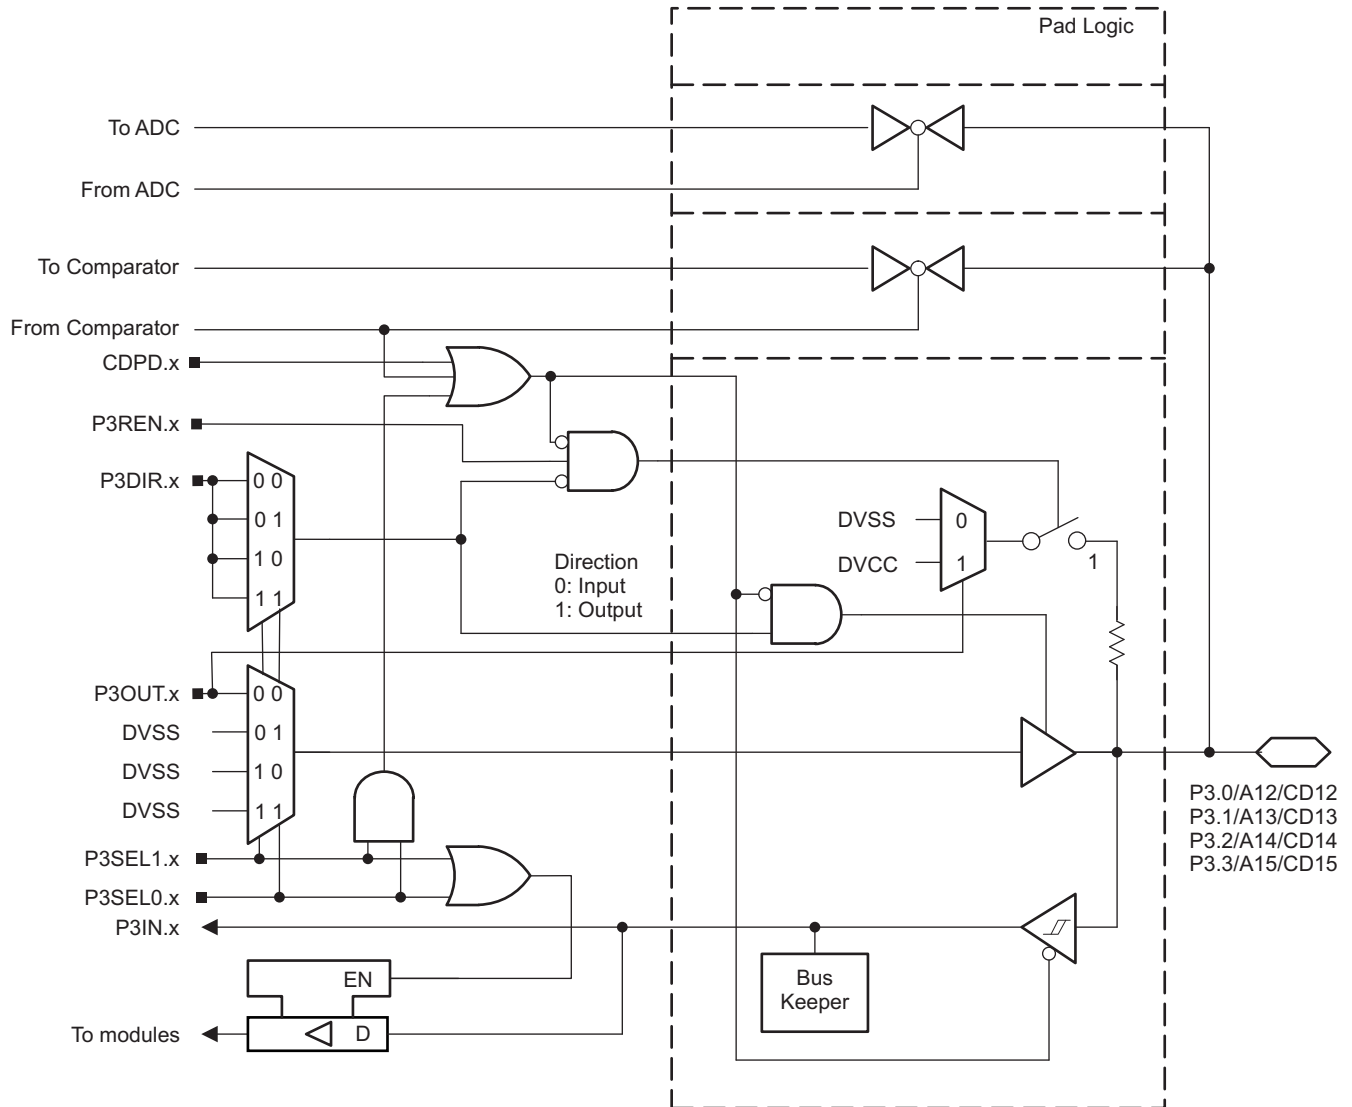 Pad Logic
To ADC
From ADC
To Comparator
From Comparator
CDPD.x
P3REN.x
P3DIR.x
0 0
0 1
1 0
1 1
Direction
0: Input
1: Output
DVSS
0
DVCC
1
1
P3OUT.x
0 0
DVSS
0 1
DVSS
1 0
DVSS
1 1
P3.0/A12/CD12
P3.1/A13/CD13
P3.2/A14/CD14
P3.3/A15/CD15
P3SEL1.x
P3SEL0.x
P3IN.x
EN
Bus
Keeper
To modules
D